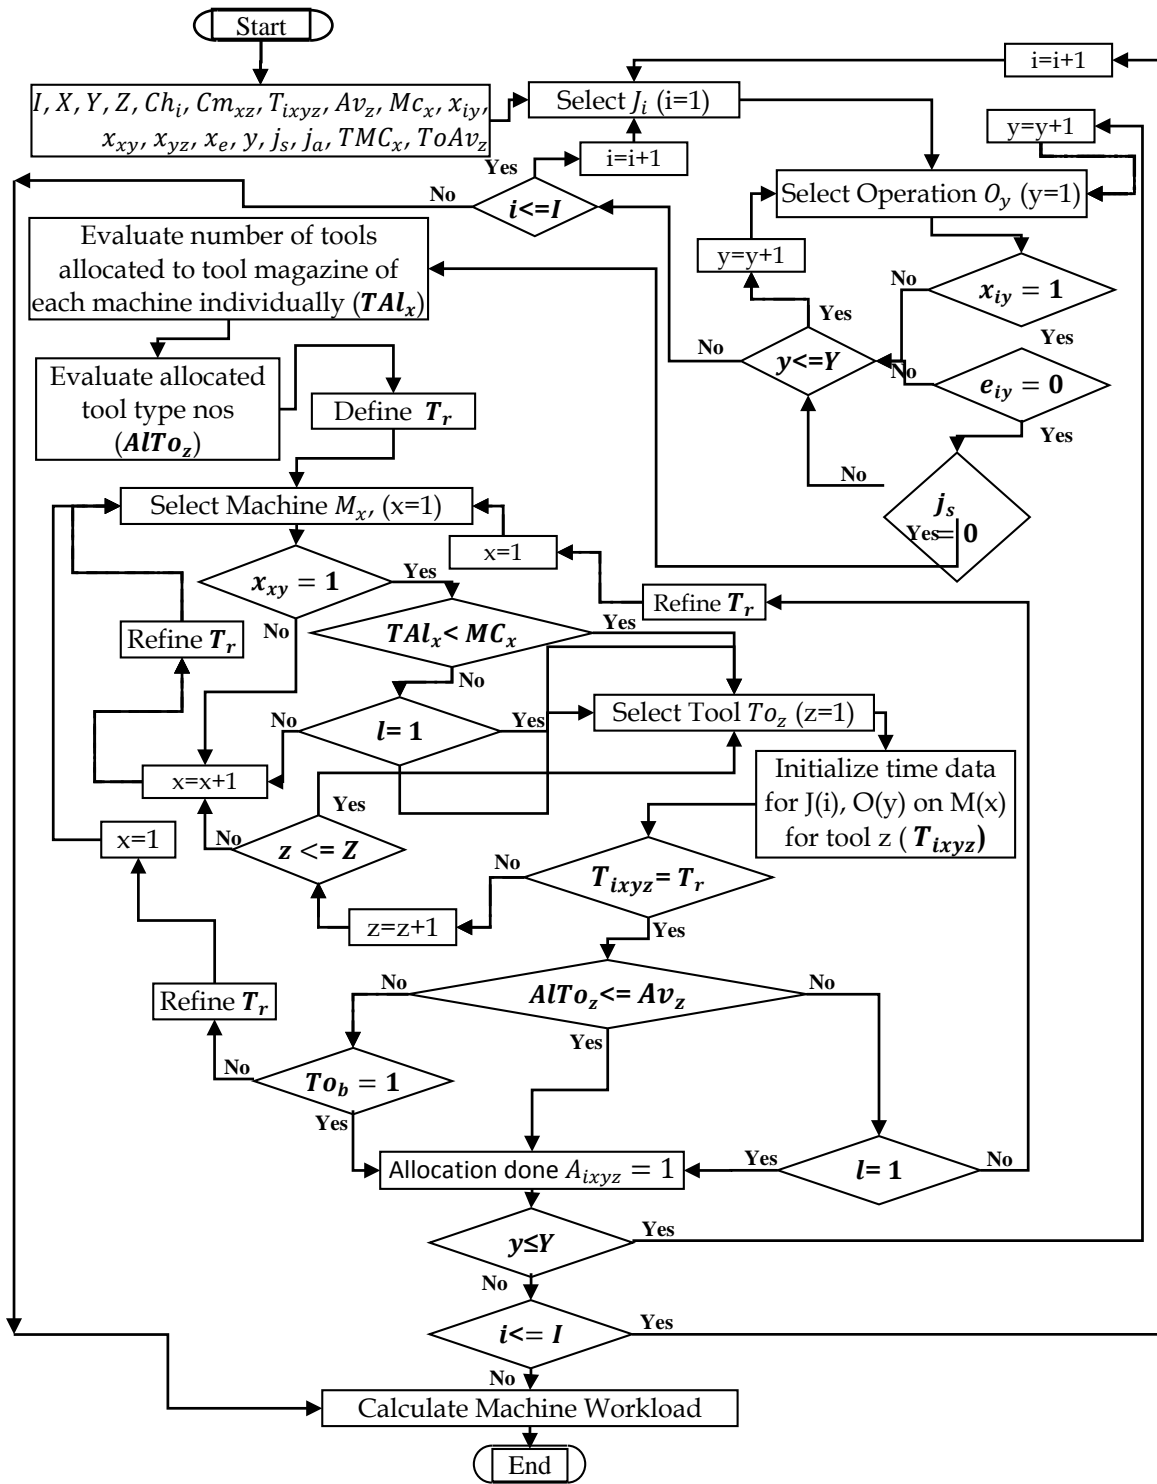 Start
i=i+1
I, X, Y, Z, Ch_i, Cm_xz, T_ixyz, Av_z, Mc_x, x_iy,
x_xy, x_yz, x_e, y, j_s, j_a, TMC_x, ToAv_z
Select J_i (i=1)
y=y+1
Yes
i=i+1
No
i<=I
No
Select Operation O_y (y=1)
Evaluate number of tools
allocated to tool magazine of
each machine individually (TAl_x)
y=y+1
No
x_iy = 1
Yes
Yes
No
y<=Y
No
e_iy = 0
Yes
Evaluate allocated
tool type nos
(AlTo_z)
Define T_r
No
j_s
Yes
= 0
Select Machine M_x, (x=1)
x=1
x_xy = 1
Yes
No
Refine T_r
Refine T_r
TAl_x< MC_x
Yes
No
No
l= 1
Yes
Select Tool To_z (z=1)
x=x+1
Initialize time data
for J(i), O(y) on M(x)
for tool z ( T_ixyz)
Yes
x=1
No
z <= Z
No
T_ixyz= T_r
z=z+1
Yes
Refine T_r
No
AlTo_z<= Av_z
No
Yes
No
To_b = 1
Yes
Allocation done A_ixyz = 1
Yes
l= 1
No
y≤Y
Yes
No
i<= I
Yes
No
Calculate Machine Workload
End